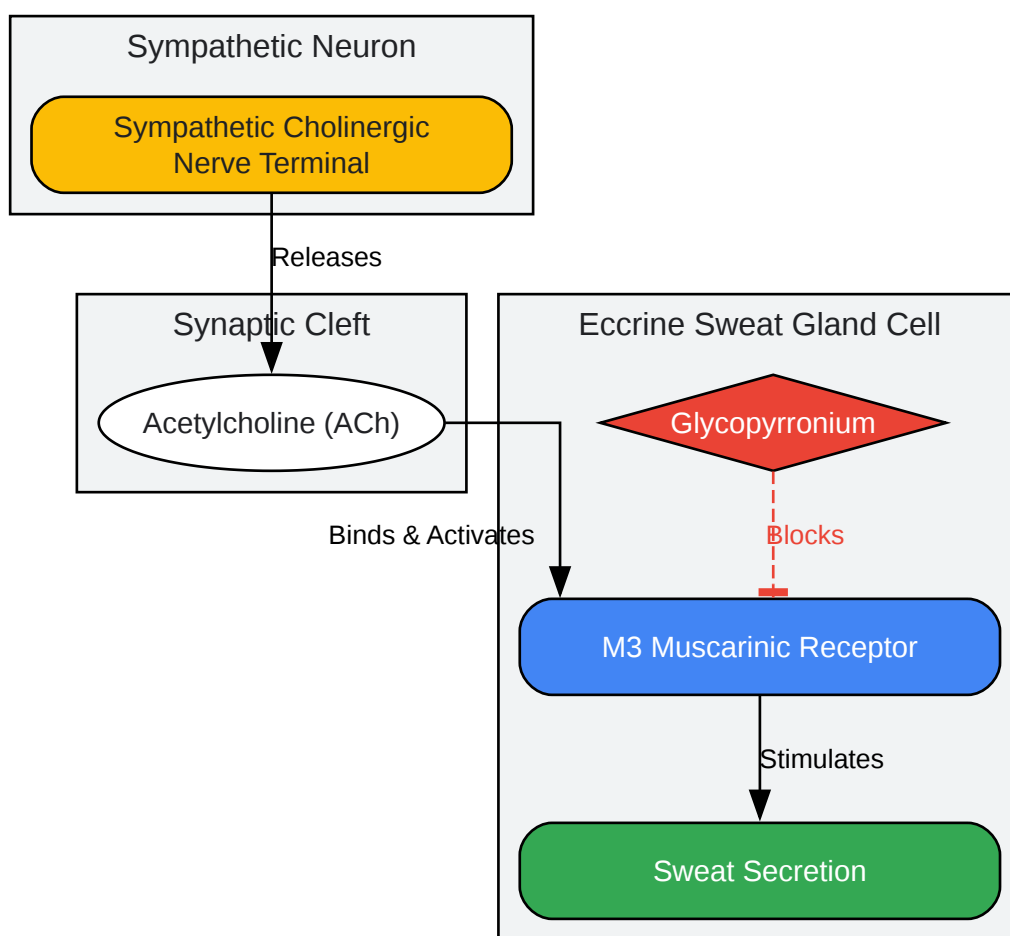 Sympathetic Neuron
Sympathetic Cholinergic
Nerve Terminal
Releases
Synaptic Cleft
Eccrine Sweat Gland Cell
Acetylcholine (ACh)
Glycopyrronium
Binds & Activates
Blocks
M3 Muscarinic Receptor
Stimulates
Sweat Secretion